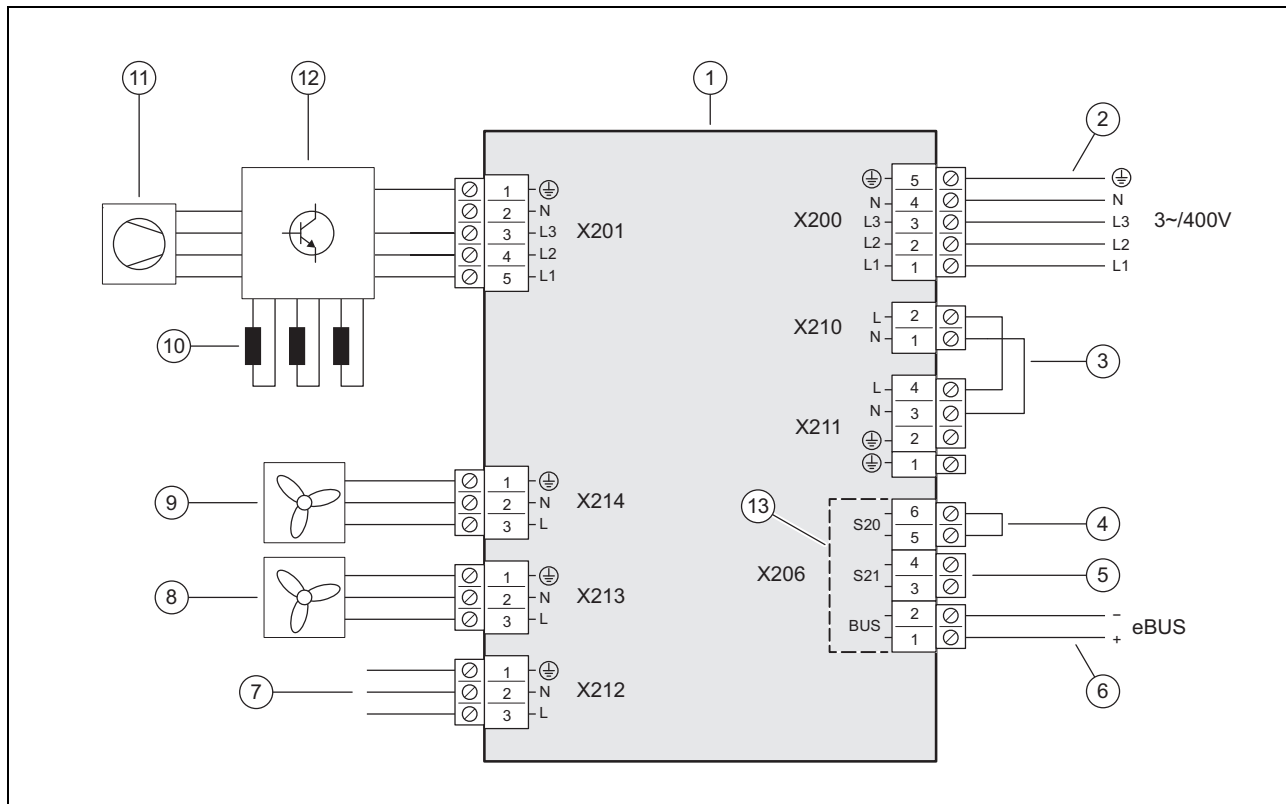 11
12
1
2
1
2 N
3 L3
4 L2
5 L1
X201
X200
5
N 4
L3 3
L2 2
L1 1
N
L3
L2
L1
3~/400V
10
X210
L 2
N 1
3
X211
L 4
N 3
2
1
9
1
2 N
3 L
X214
13
X206
S20
6
5
4
S21
4
3
5
BUS
2
1
−
+
eBUS
6
8
1
2 N
3 L
X213
7
1
2 N
3 L
X212